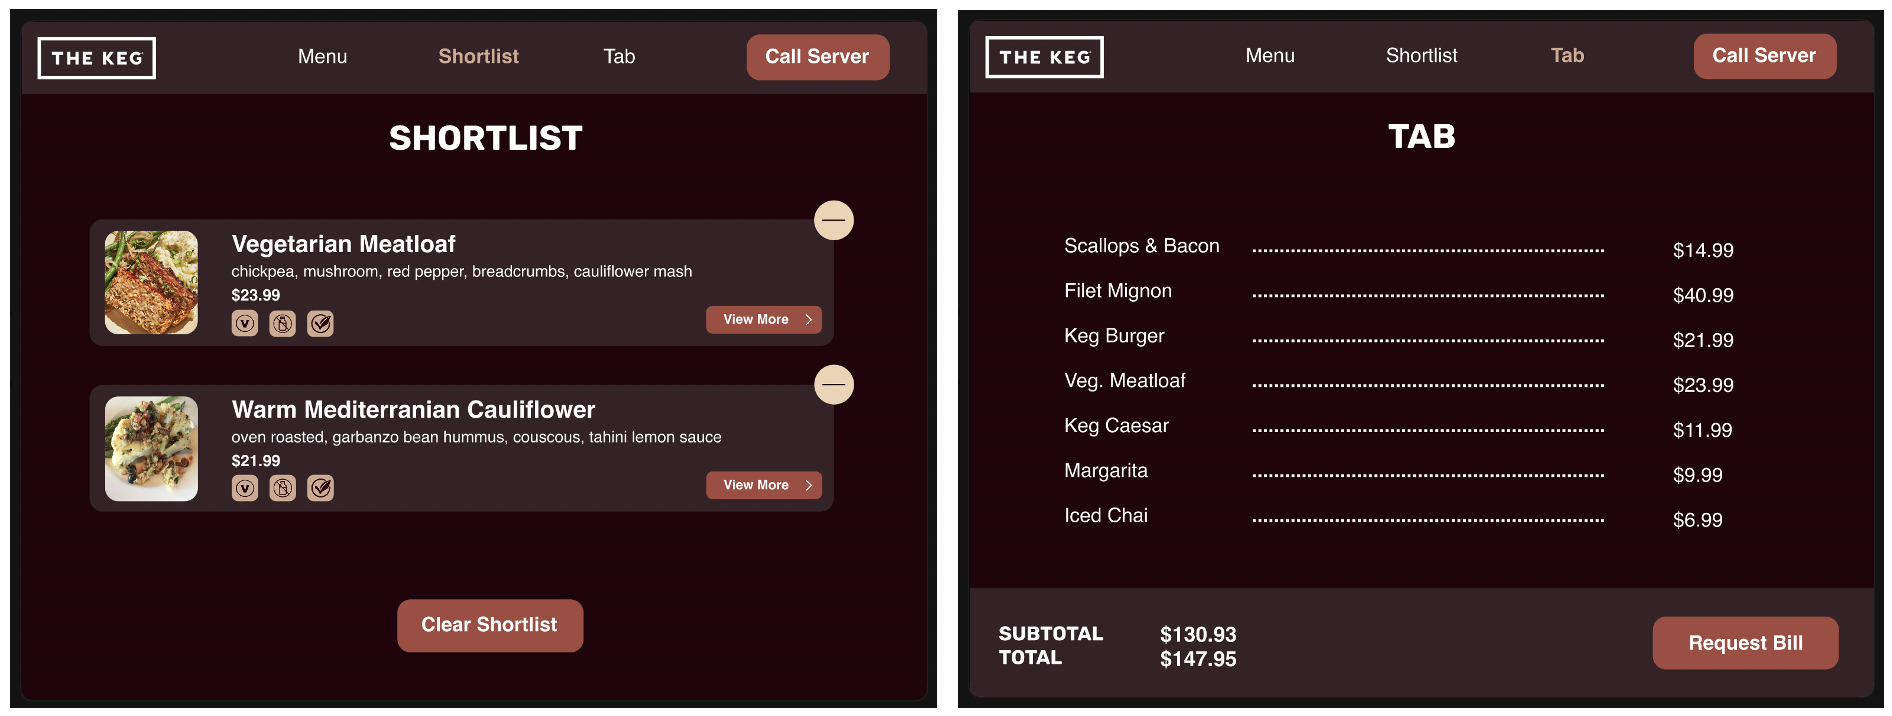 THE KEG
Menu
Shortlist
Tab
Call Server
SHORTLIST
Vegetarian Meatloaf
chickpea, mushroom, red pepper, breadcrumbs, cauliflower mash
$23.99
V
View More
Warm Mediterranian Cauliflower
oven roasted, garbanzo bean hummus, couscous, tahini lemon sauce
$21.99
V
View More
Clear Shortlist
THE KEG
Menu
Shortlist
Tab
Call Server
TAB
Scallops & Bacon $14.99
Filet Mignon $40.99
Keg Burger $21.99
Veg. Meatloaf $23.99
Keg Caesar $11.99
Margarita $9.99
Iced Chai $6.99
SUBTOTAL $130.93
TOTAL $147.95
Request Bill